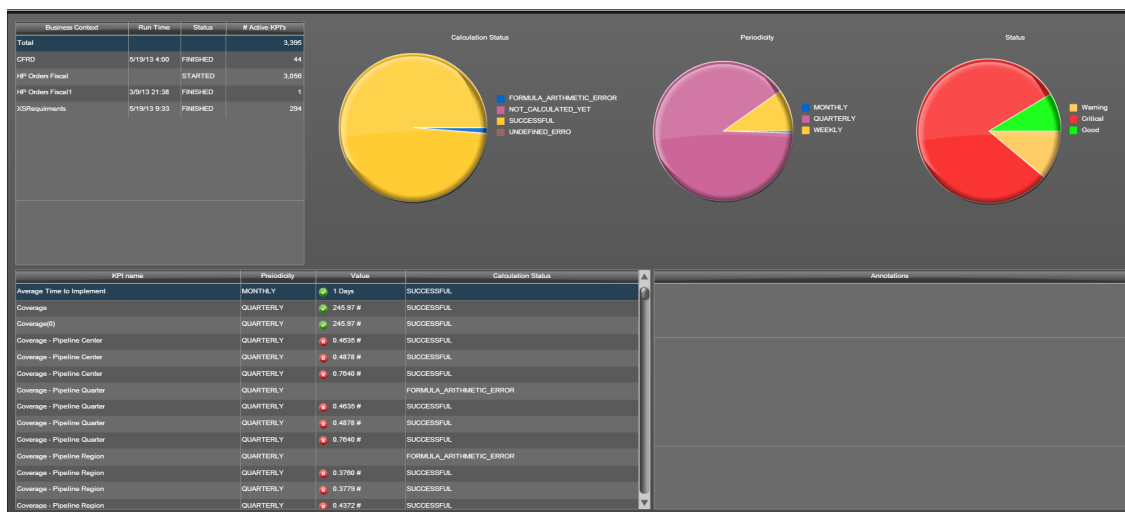 Business Context Run Time Status # Active KPI's
Total 3,395
CFRD 5/19/13 4:00 FINISHED 44
HP Orders Fiscal STARTED 3,056
HP Orders Fiscal1 3/9/13 21:38 FINISHED 1
XSRequirments 5/19/13 9:33 FINISHED 294
Calculation Status
FORMULA_ARITHMETIC_ERROR
NOT_CALCULATED_YET
SUCCESSFUL
UNDEFINED_ERRO
Periodicity
MONTHLY
QUARTERLY
WEEKLY
Status
Warning
Critical
Good
KPI name Preiodicity Value Calculation Status
Average Time to Implement MONTHLY 1 Days SUCCESSFUL
Coverage QUARTERLY 245.97 # SUCCESSFUL
Coverage(0) QUARTERLY 245.97 # SUCCESSFUL
Coverage - Pipeline Center QUARTERLY 0.4635 # SUCCESSFUL
Coverage - Pipeline Center QUARTERLY 0.4878 # SUCCESSFUL
Coverage - Pipeline Center QUARTERLY 0.7640 # SUCCESSFUL
Coverage - Pipeline Quarter QUARTERLY FORMULA_ARITHMETIC_ERROR
Coverage - Pipeline Quarter QUARTERLY 0.4635 # SUCCESSFUL
Coverage - Pipeline Quarter QUARTERLY 0.4878 # SUCCESSFUL
Coverage - Pipeline Quarter QUARTERLY 0.7640 # SUCCESSFUL
Coverage - Pipeline Region QUARTERLY FORMULA_ARITHMETIC_ERROR
Coverage - Pipeline Region QUARTERLY 0.3760 # SUCCESSFUL
Coverage - Pipeline Region QUARTERLY 0.3779 # SUCCESSFUL
Coverage - Pipeline Region QUARTERLY 0.4372 # SUCCESSFUL
Annotations